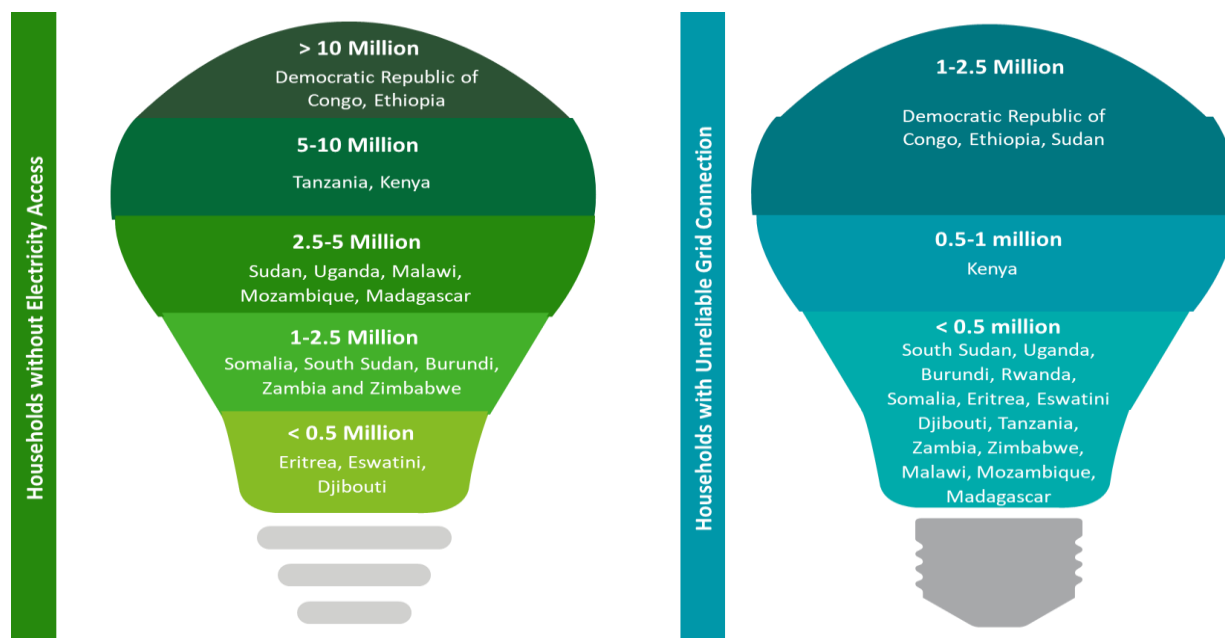 Households without Electricity Access
> 10 Million
Democratic Republic of
Congo, Ethiopia
5-10 Million
Tanzania, Kenya
2.5-5 Million
Sudan, Uganda, Malawi,
Mozambique, Madagascar
1-2.5 Million
Somalia, South Sudan, Burundi,
Zambia and Zimbabwe
< 0.5 Million
Eritrea, Eswatini,
Djibouti
Households with Unreliable Grid Connection
1-2.5 Million
Democratic Republic of
Congo, Ethiopia, Sudan
0.5-1 million
Kenya
< 0.5 million
South Sudan, Uganda,
Burundi, Rwanda,
Somalia, Eritrea, Eswatini
Djibouti, Tanzania,
Zambia, Zimbabwe,
Malawi, Mozambique,
Madagascar